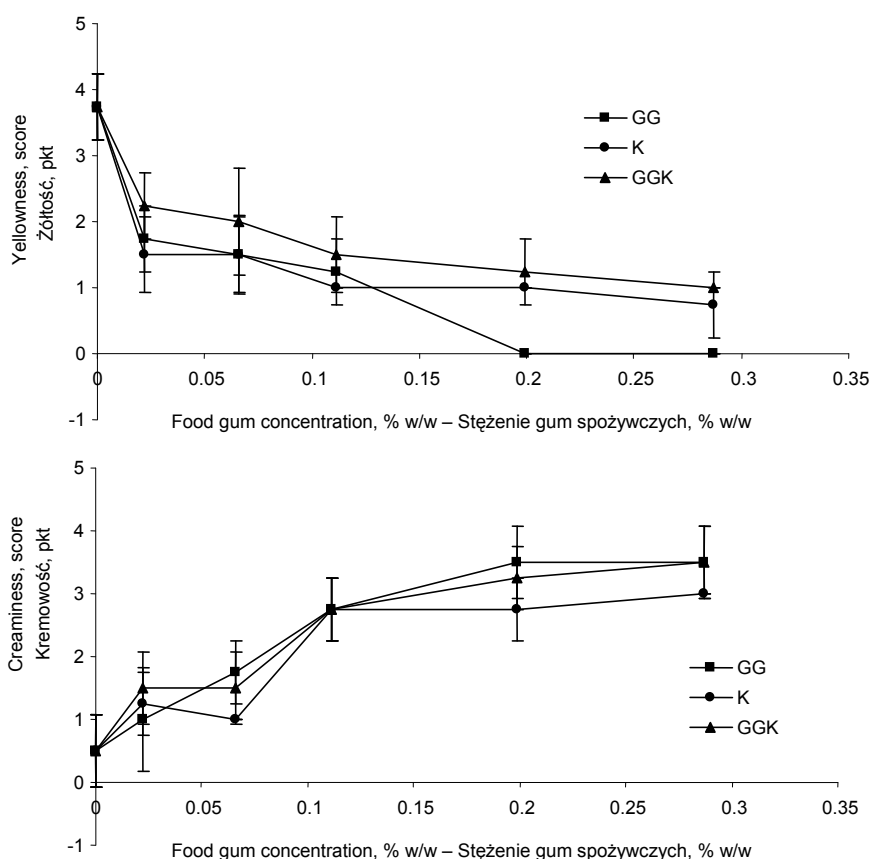 5
4
3
2
1
0
-1
Yellowness, score
Żółtość, pkt
GG
K
GGK
0 0.05 0.1 0.15 0.2 0.25 0.3 0.35
Food gum concentration, % w/w – Stężenie gum spożywczych, % w/w
5
4
3
2
1
0
-1
Creaminess, score
Kremowość, pkt
GG
K
GGK
0 0.05 0.1 0.15 0.2 0.25 0.3 0.35
Food gum concentration, % w/w – Stężenie gum spożywczych, % w/w